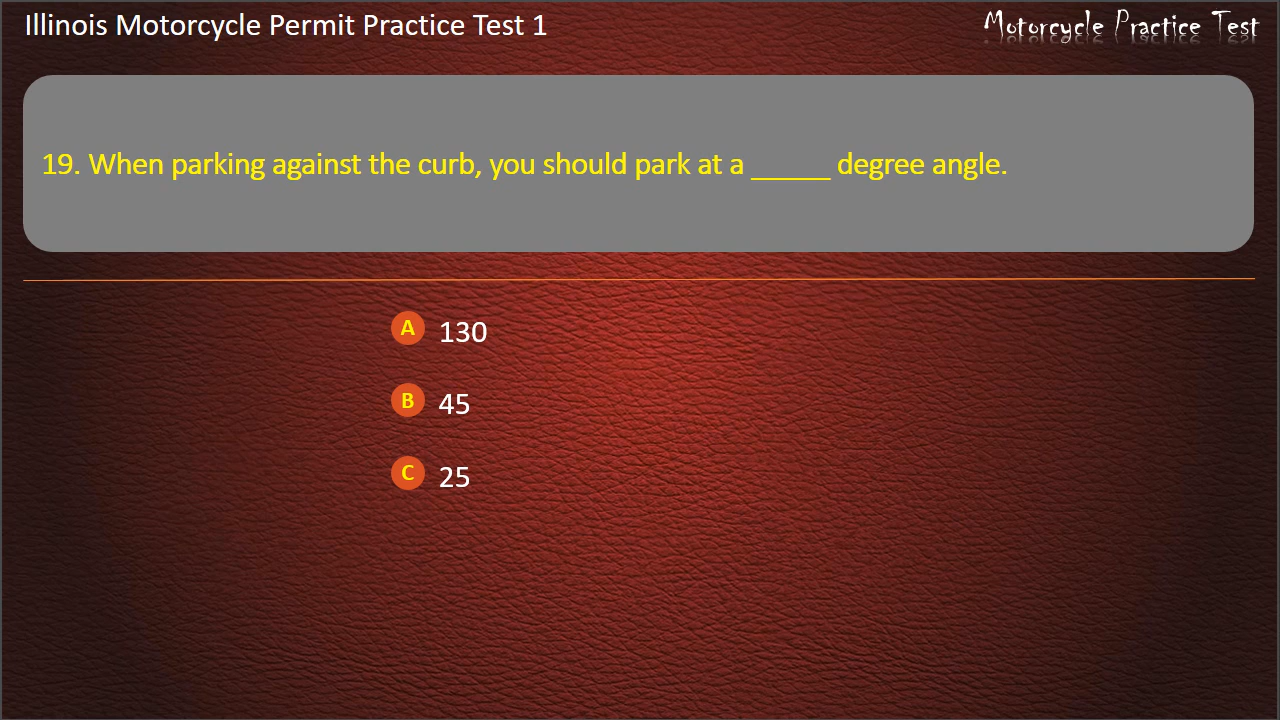 Illinois Motorcycle Permit Practice Test 1
Motorcycle Practice Test
19. When parking against the curb, you should park at a _____ degree angle.
A 130
B 45
C 25